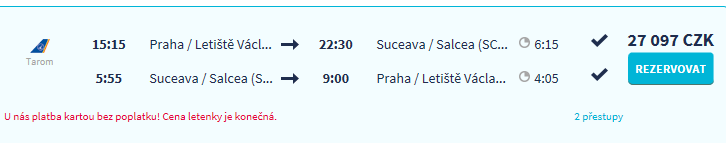 15:15 Praha / Letiště Václ... 22:30 Suceava / Salcea (SC... 6:15 27 097 CZK
Tarom
5:55 Suceava / Salcea (S... 9:00 Praha / Letiště Václa... 4:05 REZERVOVAT
U nás platba kartou bez poplatku! Cena letenky je konečná. 2 přestupy